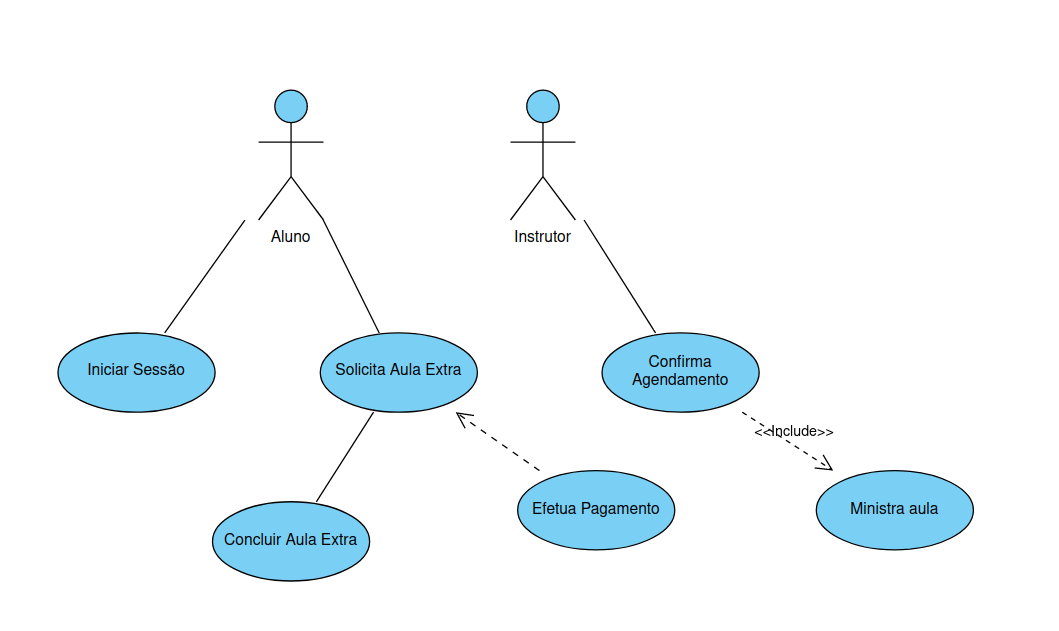 Aluno
Instrutor
Iniciar Sessão
Solicita Aula Extra
Confirma
Agendamento
<<Include>>
Efetua Pagamento
Ministra aula
Concluir Aula Extra